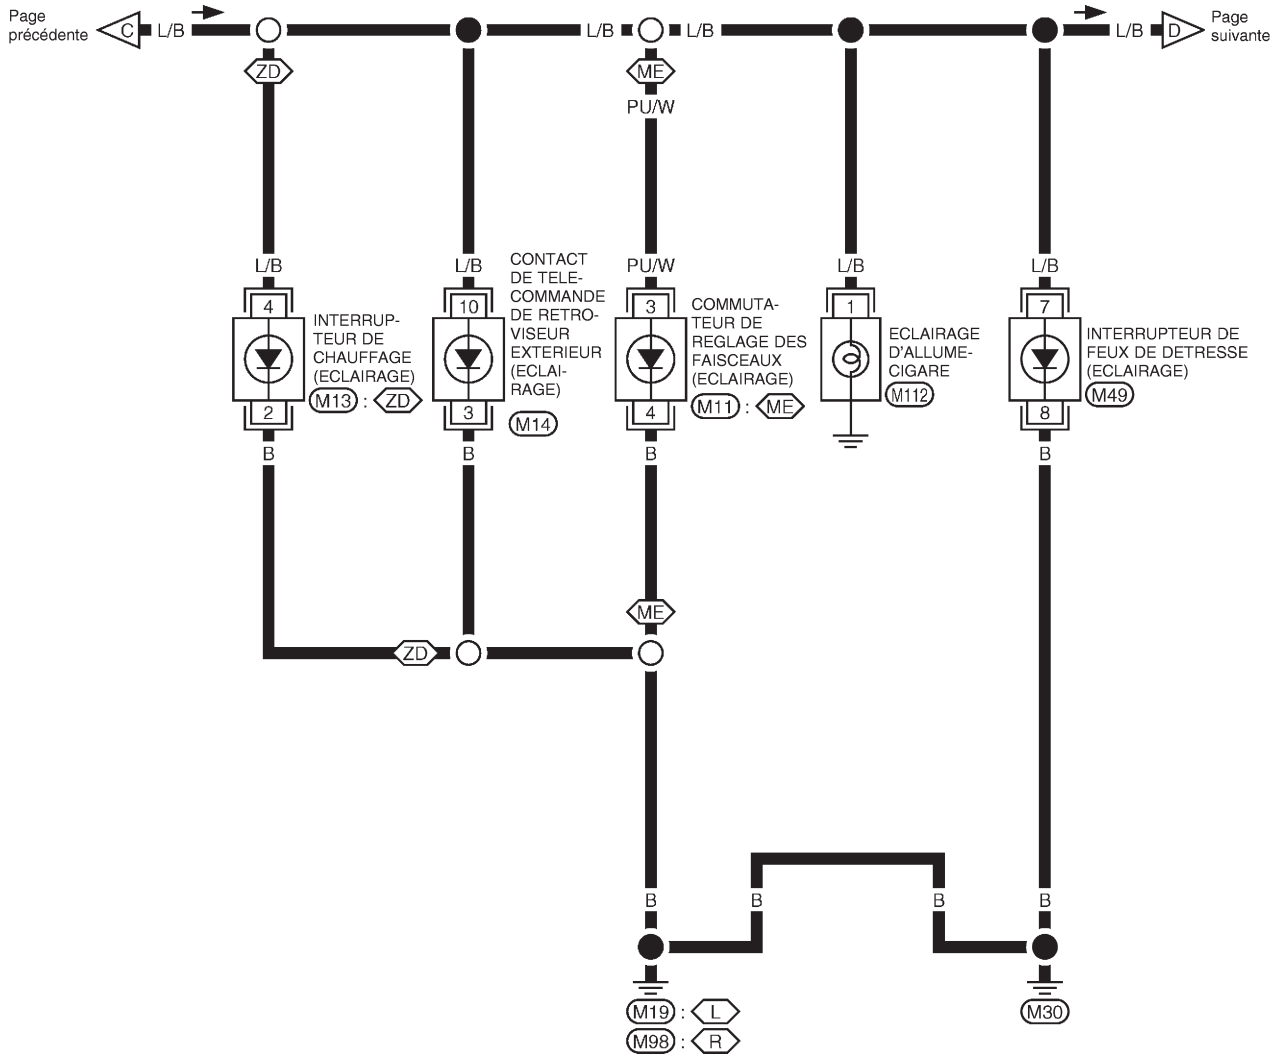 Page
précédente
C
L/B
L/B
L/B
L/B
D
Page
suivante
ZD
ME
PU/W
L/B
L/B
PU/W
L/B
L/B
4
10
3
1
7
INTERRUP-
TEUR DE
CHAUFFAGE
(ECLAIRAGE)
M13 : ZD
CONTACT
DE TELE-
COMMANDE
DE RETRO-
VISEUR
EXTERIEUR
(ECLAI-
RAGE)
M14
COMMUTA-
TEUR DE
REGLAGE DES
FAISCEAUX
(ECLAIRAGE)
M11 : ME
ECLAIRAGE
D'ALLUME-
CIGARE
M112
INTERRUPTEUR DE
FEUX DE DETRESSE
(ECLAIRAGE)
M49
2
3
4
8
B
B
B
B
ME
ZD
B
B
B
B
M19 : L
M98 : R
M30